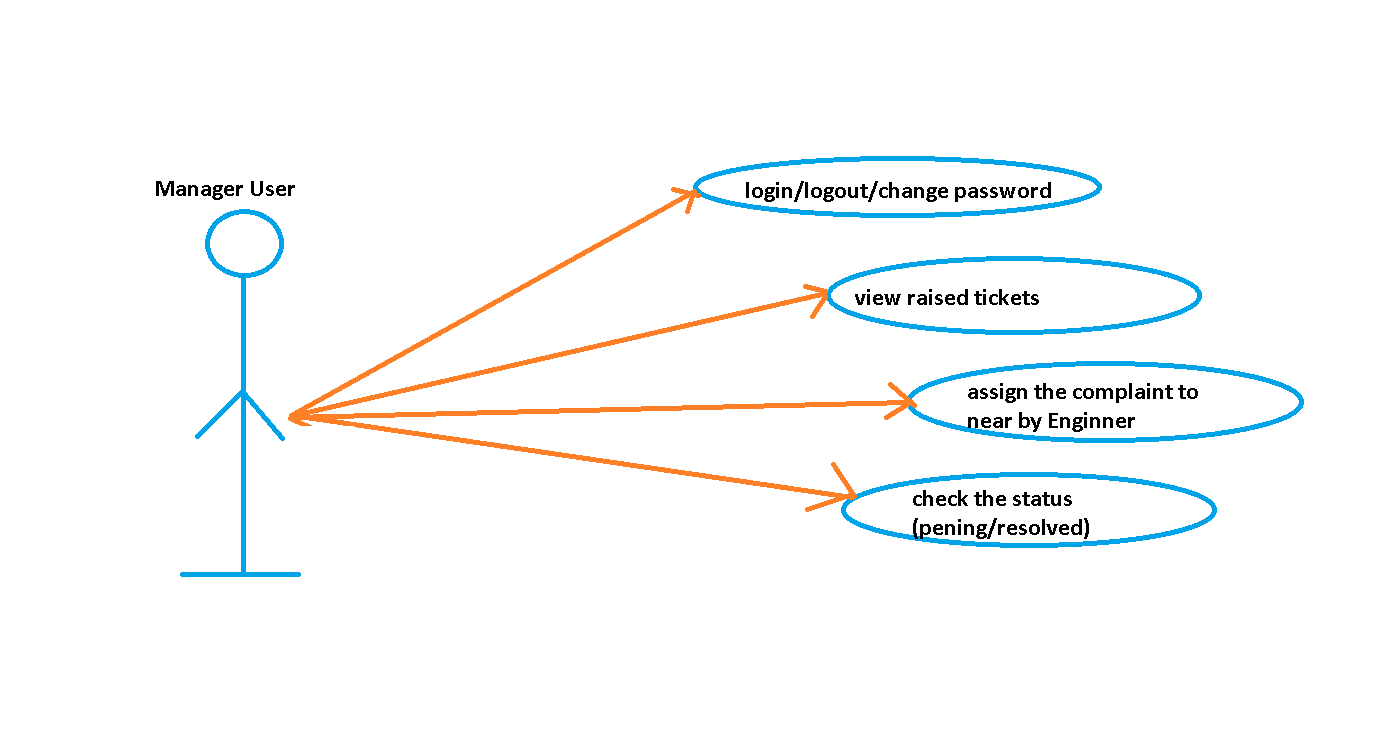 Manager User
login/logout/change password
view raised tickets
assign the complaint to
near by Enginner
check the status
(pening/resolved)